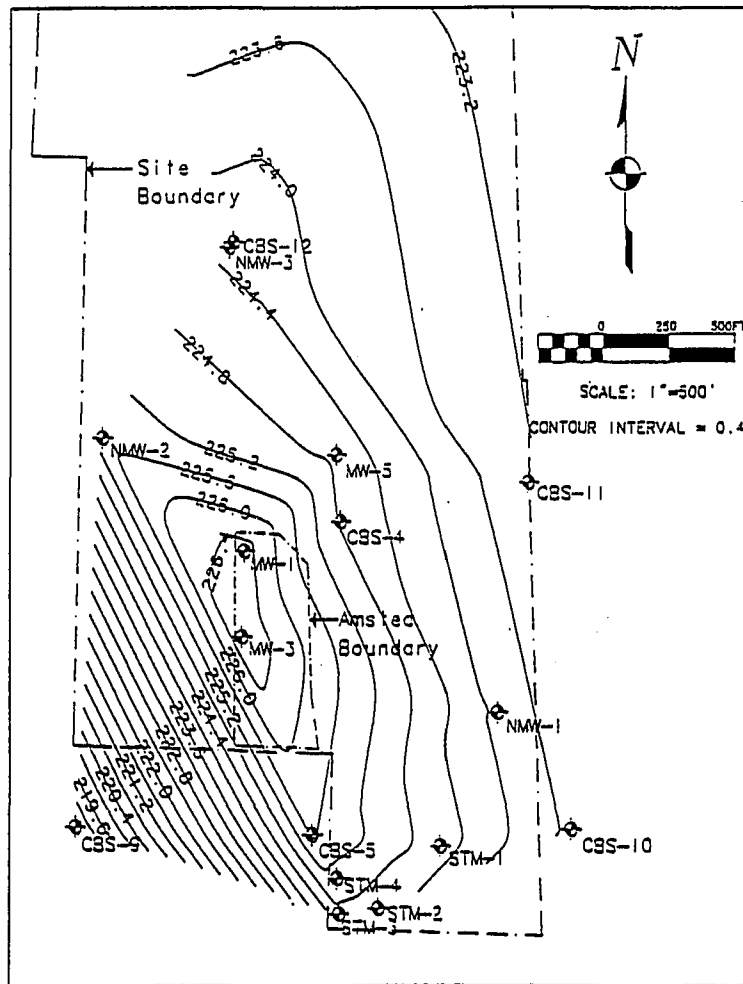 223.6
223.2
N
Site
Boundary
224.0
CBS-12
NMW-3
224.4
0 250 500FT
224.8
SCALE: 1"=500'
CONTOUR INTERVAL = 0.4
NMW-2
225.2
MW-5
225.6
CBS-11
226.0
CBS-4
MW-1
226.
Amstec
Boundary
MW-3
226.0
225.2
224.4
NMW-1
223.6
222.8
222.0
221.2
220.4
219.6
CBS-9
CBS-5
STM-1
CBS-10
STM-4
STM-2
STM-3